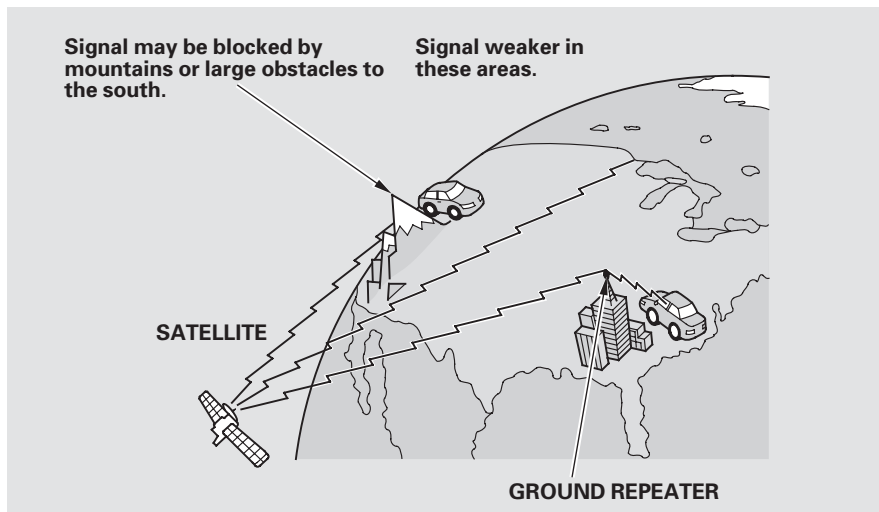 Signal may be blocked by
mountains or large obstacles to
the south.
Signal weaker in
these areas.
SATELLITE
GROUND REPEATER